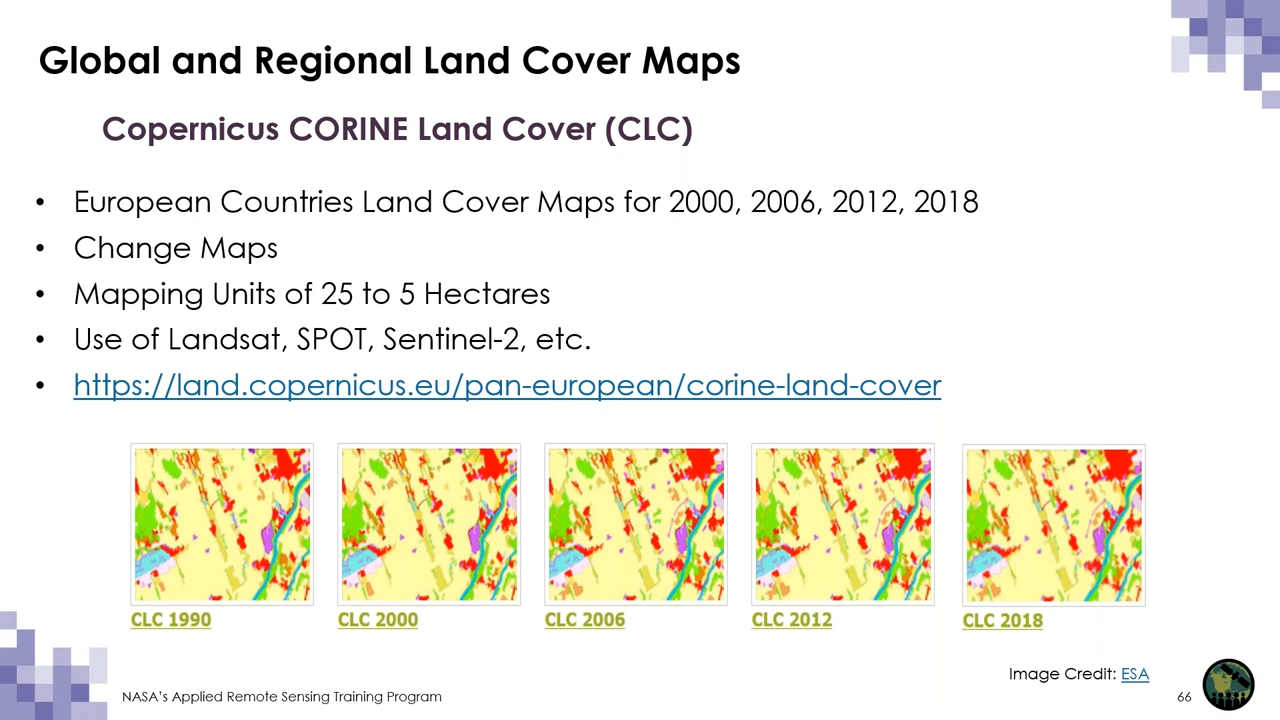 Global and Regional Land Cover Maps
Copernicus CORINE Land Cover (CLC)
• European Countries Land Cover Maps for 2000, 2006, 2012, 2018
• Change Maps
• Mapping Units of 25 to 5 Hectares
• Use of Landsat, SPOT, Sentinel-2, etc.
• https://land.copernicus.eu/pan-european/corine-land-cover
CLC 1990 CLC 2000 CLC 2006 CLC 2012 CLC 2018
Image Credit: ESA
NASA's Applied Remote Sensing Training Program 66